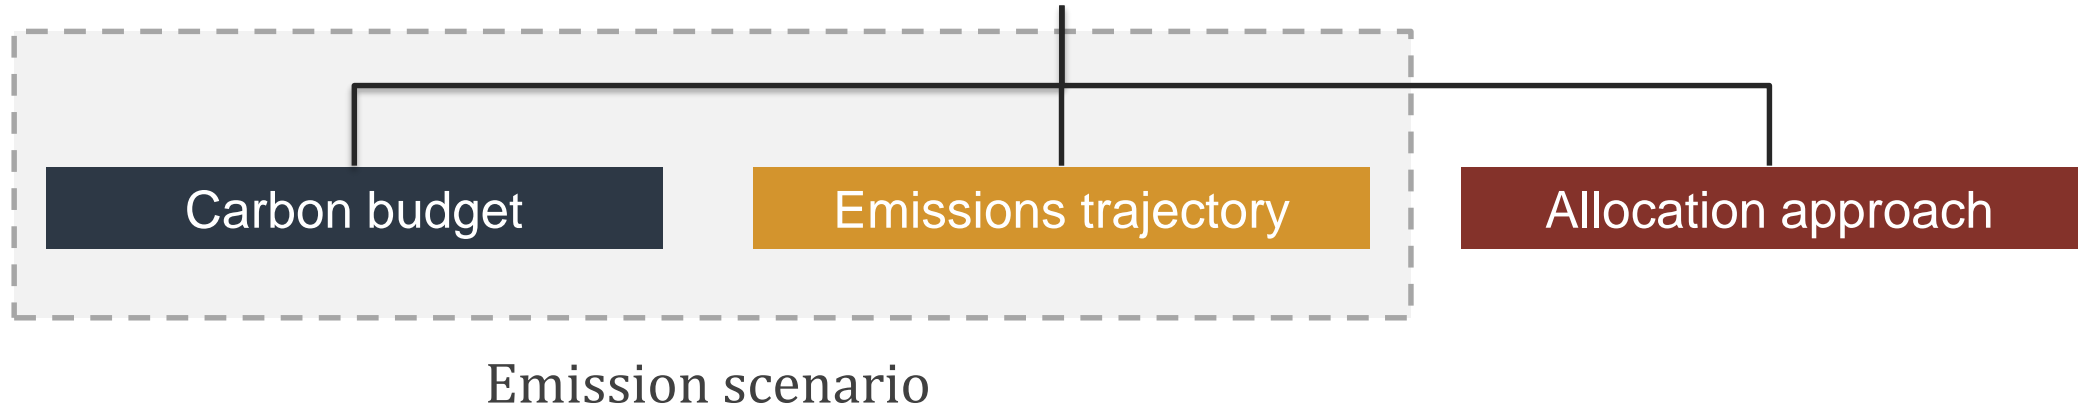 Carbon budget
Emissions trajectory
Allocation approach
Emission scenario